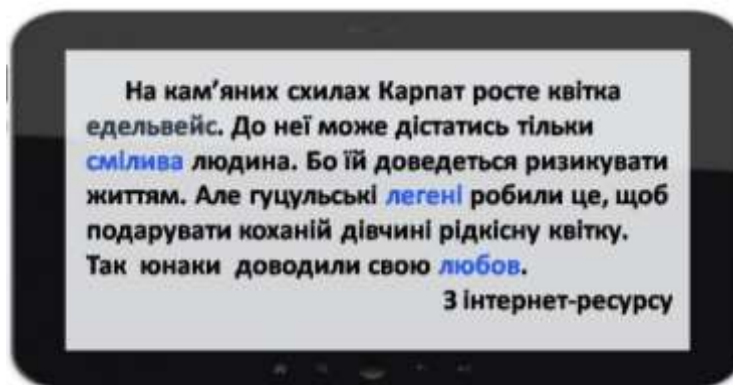 На кам’яних схилах Карпат росте квітка
едельвейс. До неї може дістатись тільки
смілива людина. Бо їй доведеться ризикувати
життям. Але гуцульські легені робили це, щоб
подарувати коханій дівчині рідкісну квітку.
Так юнаки доводили свою любов.
З інтернет-ресурсу